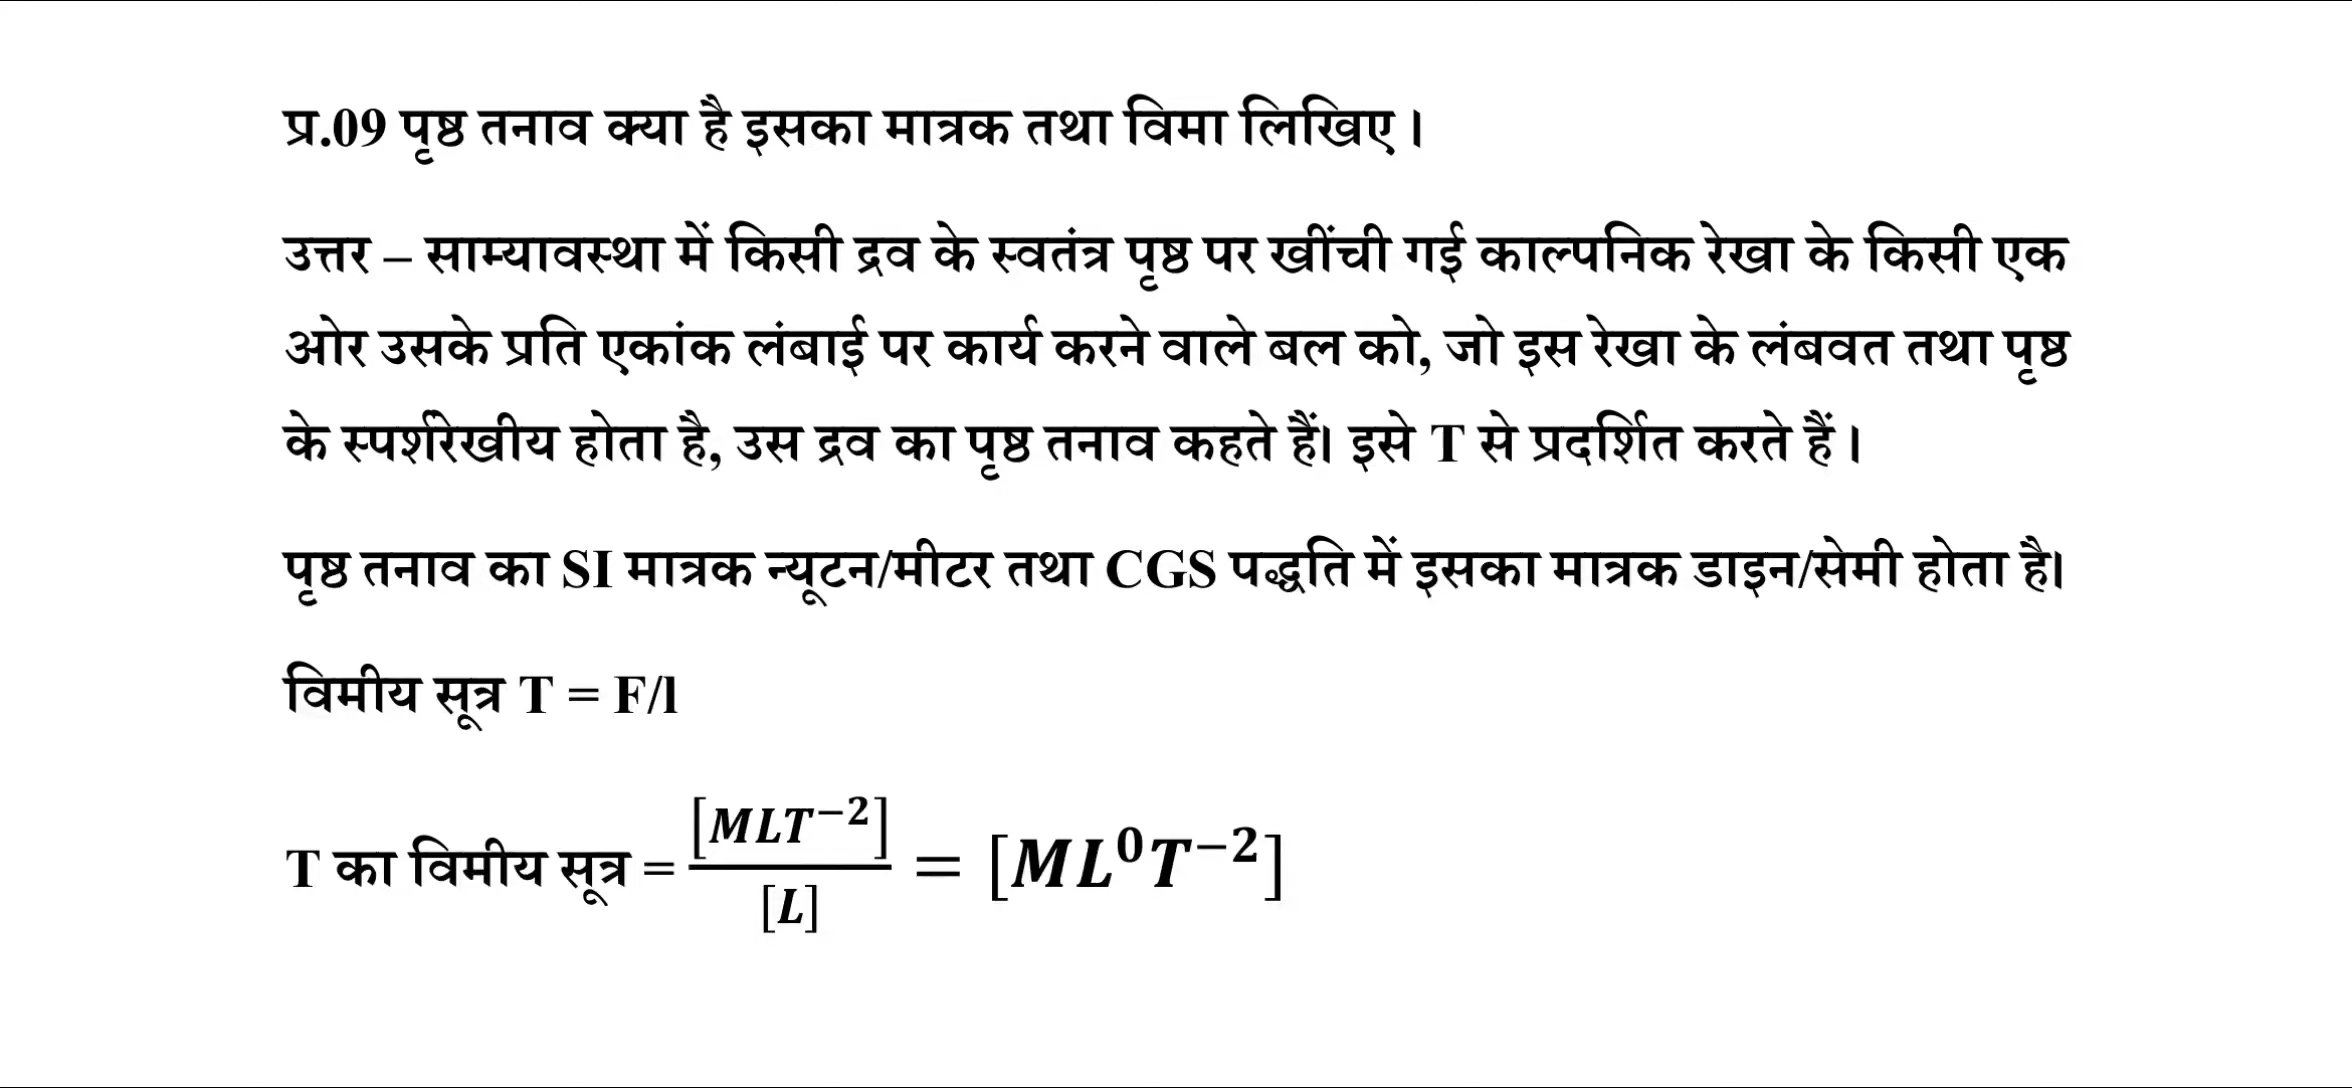 प्र.09 पृष्ठ तनाव क्या है इसका मात्रक तथा विमा लिखिए।
उत्तर – साम्यावस्था में किसी द्रव के स्वतंत्र पृष्ठ पर खींची गई काल्पनिक रेखा के किसी एक
ओर उसके प्रति एकांक लंबाई पर कार्य करने वाले बल को, जो इस रेखा के लंबवत तथा पृष्ठ
के स्पर्शरेखीय होता है, उस द्रव का पृष्ठ तनाव कहते हैं। इसे T से प्रदर्शित करते हैं।
पृष्ठ तनाव का SI मात्रक न्यूटन/मीटर तथा CGS पद्धति में इसका मात्रक डाइन/सेमी होता है।
विमीय सूत्र T = F/l
T का विमीय सूत्र = [MLT⁻²]/[L] = [ML⁰T⁻²]